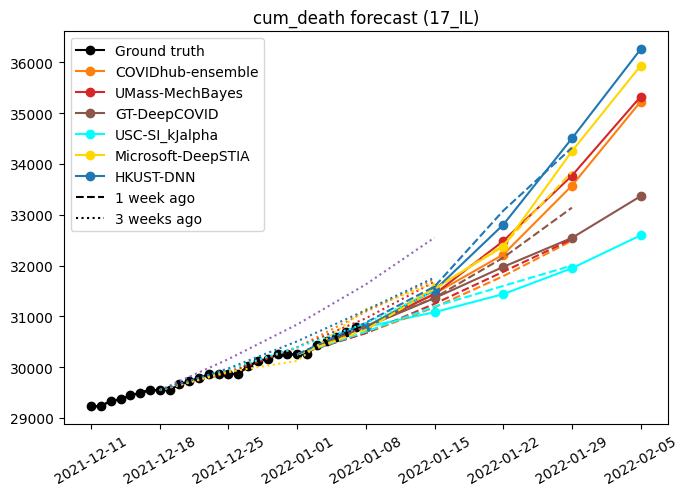 cum_death forecast (17_IL)
Ground truth
COVIDhub-ensemble
UMass-MechBayes
GT-DeepCOVID
USC-SI_kJalpha
Microsoft-DeepSTIA
HKUST-DNN
1 week ago
3 weeks ago
36000
35000
34000
33000
32000
31000
30000
29000
2021-12-11
2021-12-18
2021-12-25
2022-01-01
2022-01-08
2022-01-15
2022-01-22
2022-01-29
2022-02-05